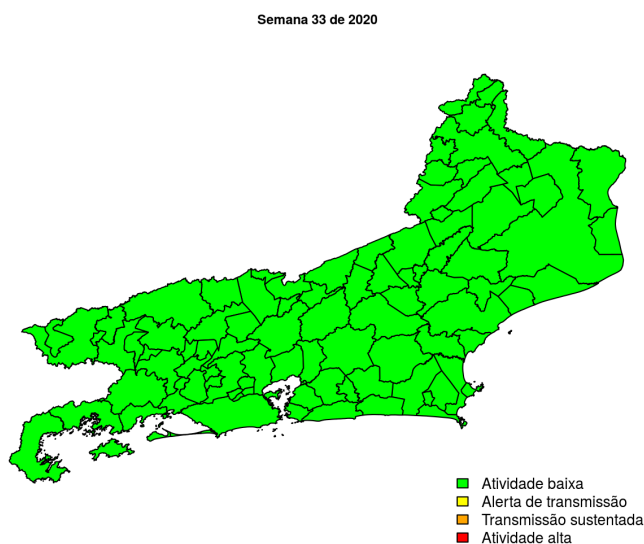 Semana 33 de 2020
Atividade baixa
Alerta de transmissão
Transmissão sustentada
Atividade alta